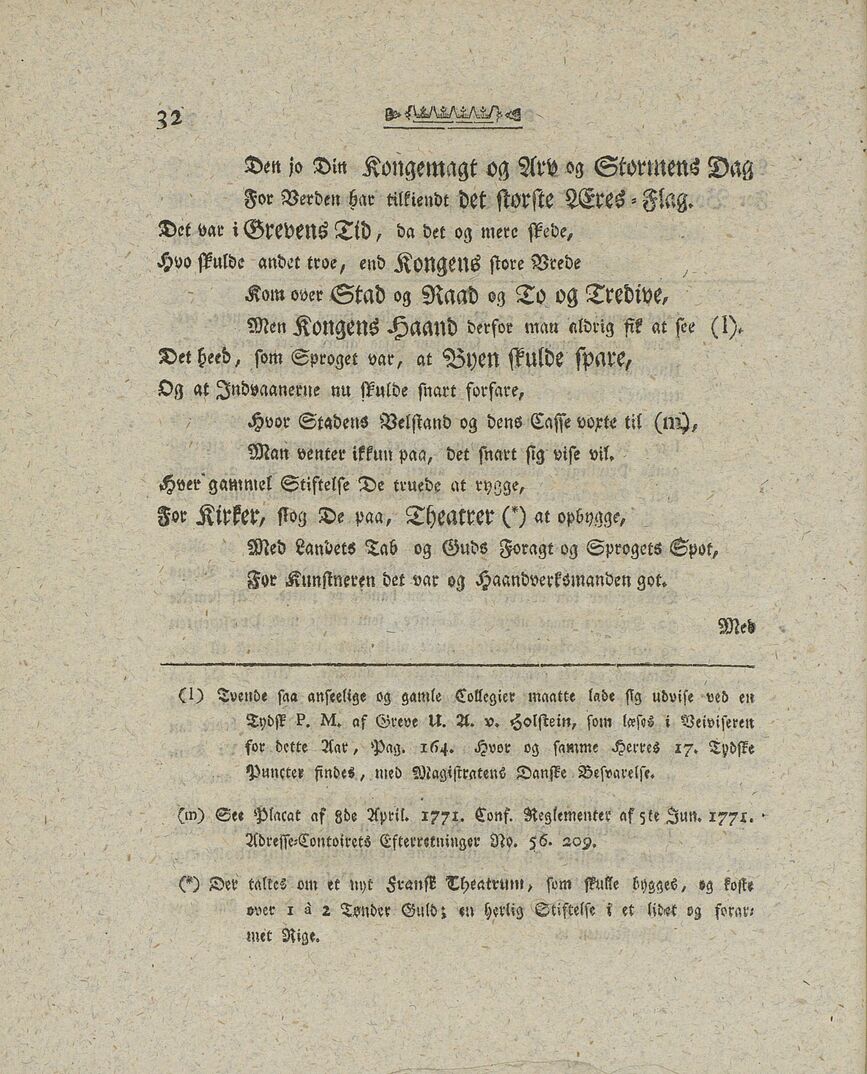 32
Den jo Din Kongemagt og Arv og Stormens Dag
For Verden har tilkiendt det største Æres-Flag.
Det var i Grevens Tid, da det og mere skede,
Hvo skulde andet troe, end Kongens store Vrede
Kom over Stad og Raad og To og Tredive,
Men Kongens Haand derfor man aldrig fik at see (l).
Det heed, som Sproget var, at Byen skulde spare,
Og at Indvaanerne nu skulde snart forfare,
Hvor Stadens Velstand og dens Casse voxte til (m),
Man venter ikkun paa, det snart sig vise vil.
Hver gammel Stiftelse De truede at rygge,
For Kirker, slog De paa, Theatrer (*) at opbygge,
Med Landets Tab og Guds Foragt og Sprogets Spot,
For Kunstneren det var og Haandverksmanden got.
Med
(l) Tvende saa anseelige og gamle Collegier maatte lade sig udvise ved en
Tydsk P. M. af Greve U. A. v. Holstein, som læses i Veiviseren
for dette Aar, Pag. 164. Hvor og samme Herres 17. Tydske
Puncter findes, med Magistratens Danske Besvarelse.
(m) See Placat af 8de April. 1771. Conf. Reglementer af 5te Jun. 1771.
Adresse-Contoirets Efterretninger No. 56. 209.
(*) Der taltes om et nyt Fransk Theatrum, som skulle bygges, og koste
over 1 à 2 Tønder Guld; en herlig Stiftelse i et lidet og forar-
met Rige.